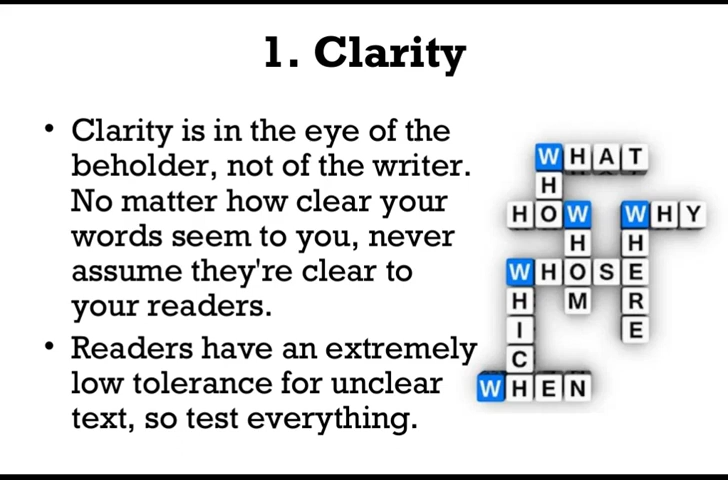 1. Clarity
• Clarity is in the eye of the
beholder, not of the writer.
No matter how clear your
words seem to you, never
assume they're clear to
your readers.
• Readers have an extremely
low tolerance for unclear
text, so test everything.
WHAT
WHO
HOW
WHY
WHOM
WHERE
WHOSE
WHICH
WHEN